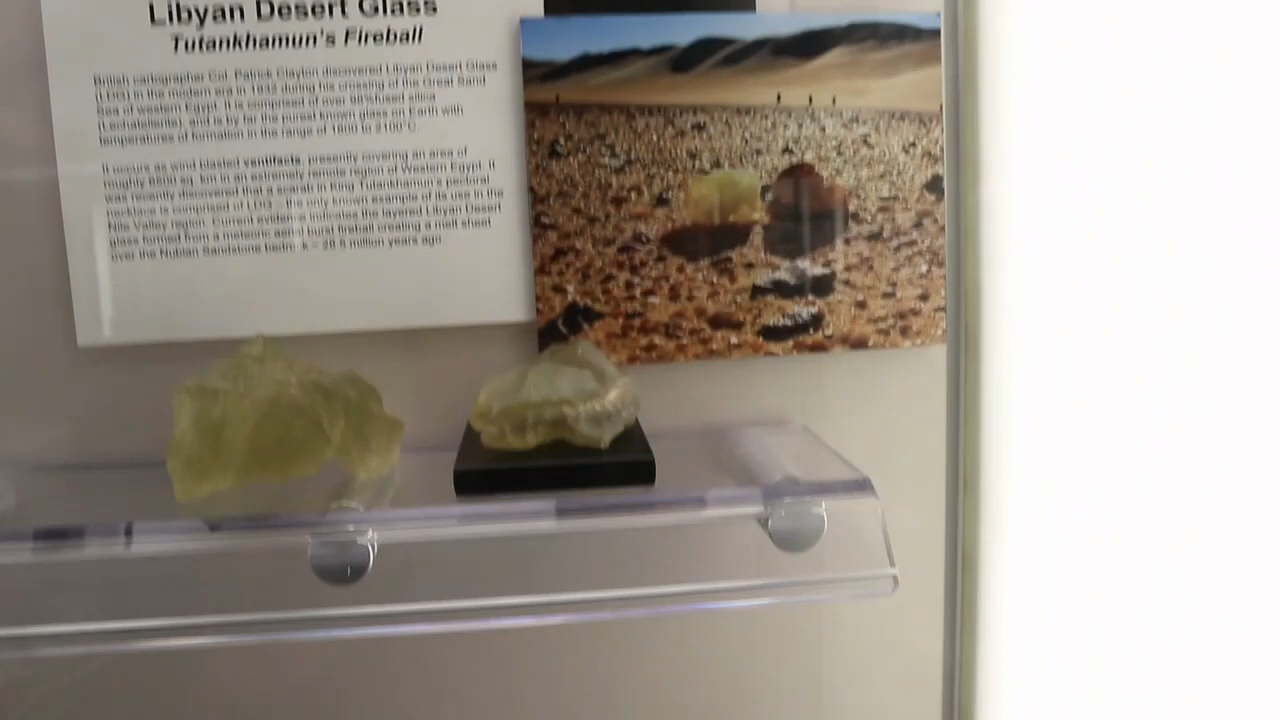 Libyan Desert Glass
Tutankhamun's Fireball
British cartographer Col. Patrick Clayton discovered Libyan Desert Glass
(LDG) in the modern era in 1932 during his crossing of the Great Sand
Sea of western Egypt. It is comprised of over 98% fused silica
(Lechatelierite), and is by far the purest known glass on Earth with
temperatures of formation in the range of 1800 to 2100°C.
It occurs as wind blasted ventifacts, presently covering an area of
roughly 6500 sq. km in an extremely remote region of Western Egypt. It
was recently discovered that a scarab in King Tutankhamun's pectoral
necklace is comprised of LDG - the only known example of its use in the
Nile Valley region. Current evidence indicates the layered Libyan Desert
glass formed from a meteoric airburst fireball creating a melt sheet
over the Nubian Sandstone bedrock ~ 28.5 million years ago.